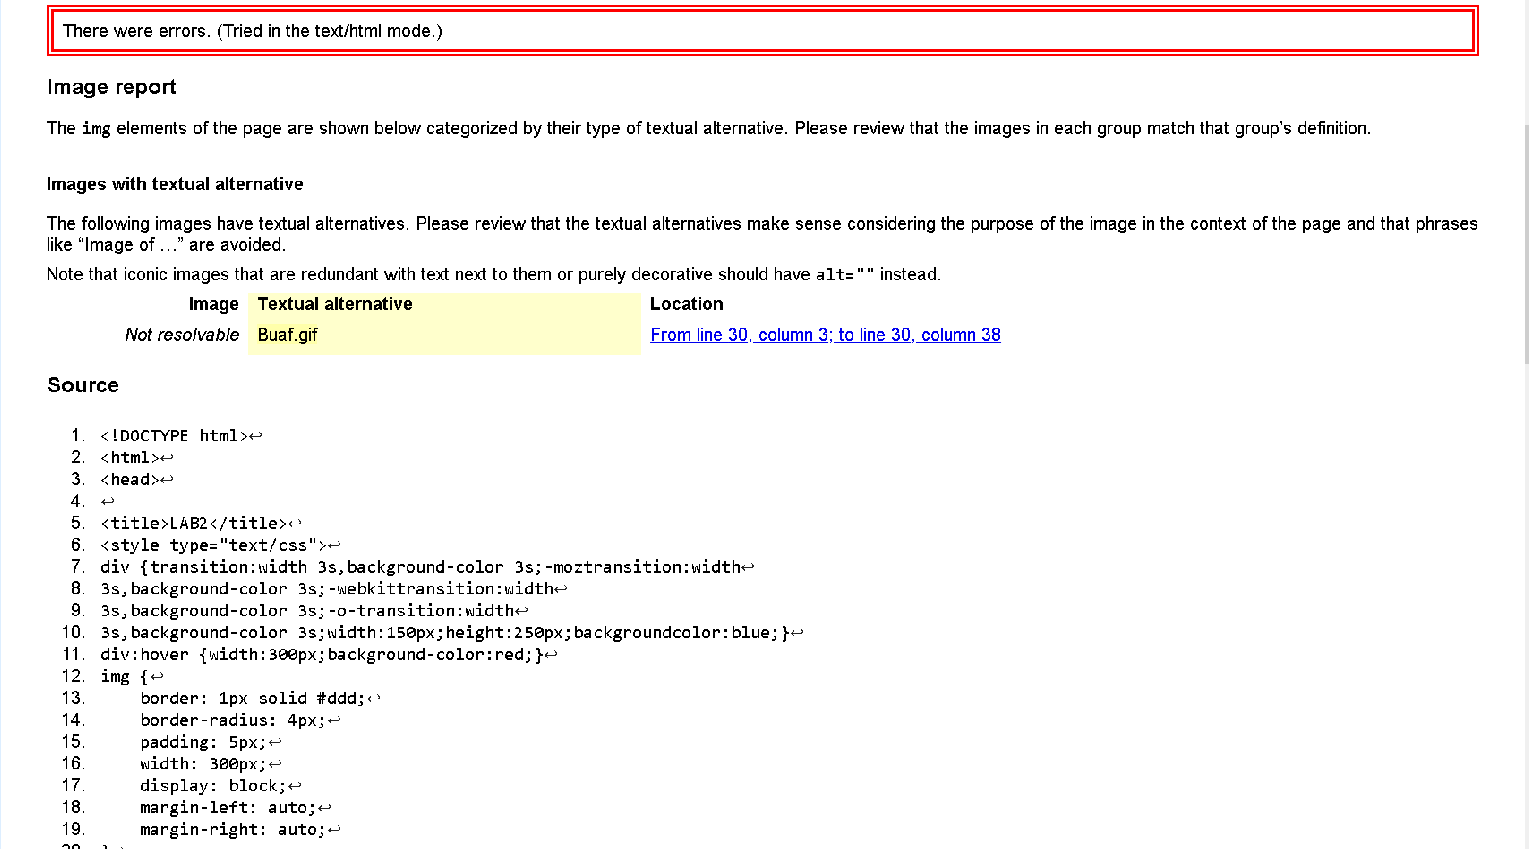 There were errors. (Tried in the text/html mode.)
Image report
The img elements of the page are shown below categorized by their type of textual alternative. Please review that the images in each group match that group's definition.
Images with textual alternative
The following images have textual alternatives. Please review that the textual alternatives make sense considering the purpose of the image in the context of the page and that phrases
like “Image of …” are avoided.
Note that iconic images that are redundant with text next to them or purely decorative should have alt="" instead.
Image Textual alternative Location
Not resolvable Buaf.gif From line 30, column 3; to line 30, column 38
Source
1. <!DOCTYPE html>↩
2. <html>↩
3. <head>↩
4. ↩
5. <title>LAB2</title>↩
6. <style type="text/css">↩
7. div {transition:width 3s,background-color 3s;-moztransition:width↩
8. 3s,background-color 3s;-webkittransition:width↩
9. 3s,background-color 3s;-o-transition:width↩
10. 3s,background-color 3s;width:150px;height:250px;backgroundcolor:blue;}↩
11. div:hover {width:300px;background-color:red;}↩
12. img {↩
13. border: 1px solid #ddd;↩
14. border-radius: 4px;↩
15. padding: 5px;↩
16. width: 300px;↩
17. display: block;↩
18. margin-left: auto;↩
19. margin-right: auto;↩